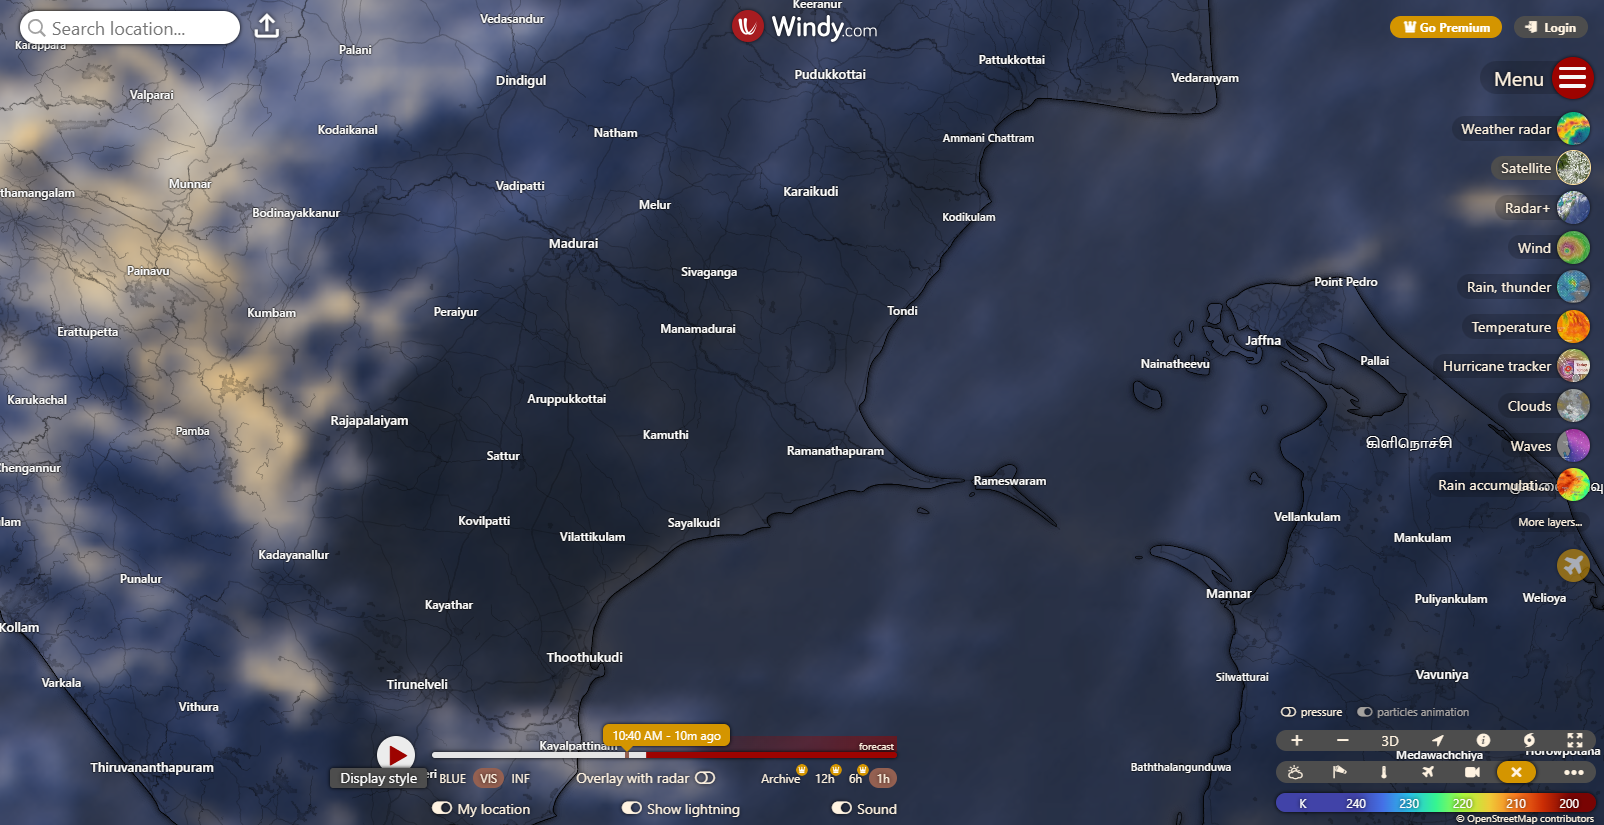 Search location...
Windy.com
Go Premium
Login
Menu
Weather radar
Satellite
Radar+
Wind
Rain, thunder
Temperature
Hurricane tracker
Clouds
Waves
Rain accumulati...
More layers...
Keeranur
Vedasandur
Karappara
Palani
Dindigul
Pudukkottai
Pattukkottai
Vedaranyam
Valparai
Kodaikanal
Natham
Ammani Chattram
Munnar
thamangalam
Vadipatti
Karaikudi
Melur
Bodinayakkanur
Kodikulam
Madurai
Painavu
Sivaganga
Point Pedro
Kumbam
Peraiyur
Tondi
Erattupetta
Manamadurai
Jaffna
Nainatheevu
Pallai
Karukachal
Aruppukkottai
Rajapalaiyam
Pamba
Kamuthi
கிளிநொச்சி
Ramanathapuram
Sattur
Chengannur
Rameswaram
Vellankulam
Kovilpatti
Sayalkudi
lam
Vilattikulam
Mankulam
Kadayanallur
Punalur
Mannar
Puliyankulam
Welioya
Kayathar
Kollam
Thoothukudi
Tirunelveli
Silwatturai
Vavuniya
Varkala
Vithura
Kayalpattinam
Thiruvananthapuram
Baththalangunduwa
Medawachchiya
Horowpotana
10:40 AM - 10m ago
forecast
Display style
eri
BLUE VIS INF
Overlay with radar
Archive 12h 6h 1h
My location
Show lightning
Sound
pressure
particles animation
+ − 3D
K 240 230 220 210 200
© OpenStreetMap contributors